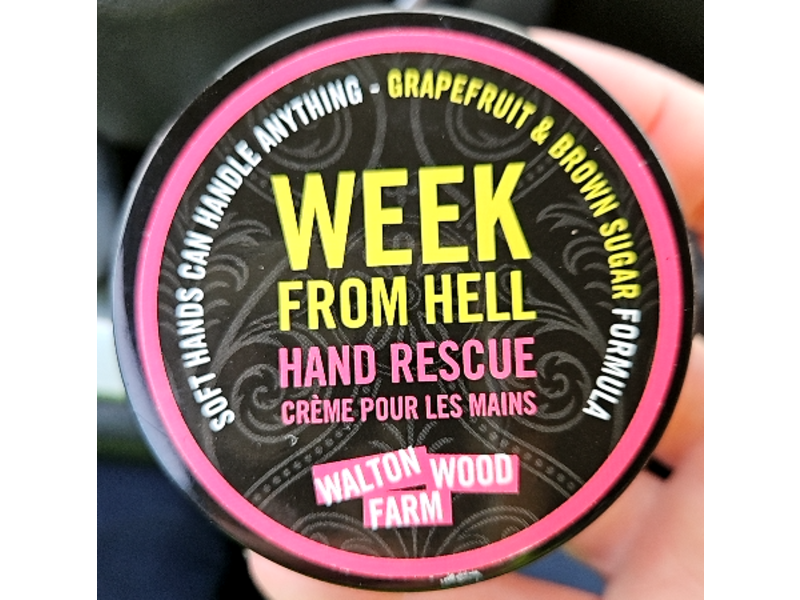 SOFT HANDS CAN HANDLE ANYTHING - GRAPEFRUIT & BROWN SUGAR FORMULA
WEEK
FROM HELL
HAND RESCUE
CRÈME POUR LES MAINS
WALTON WOOD
FARM